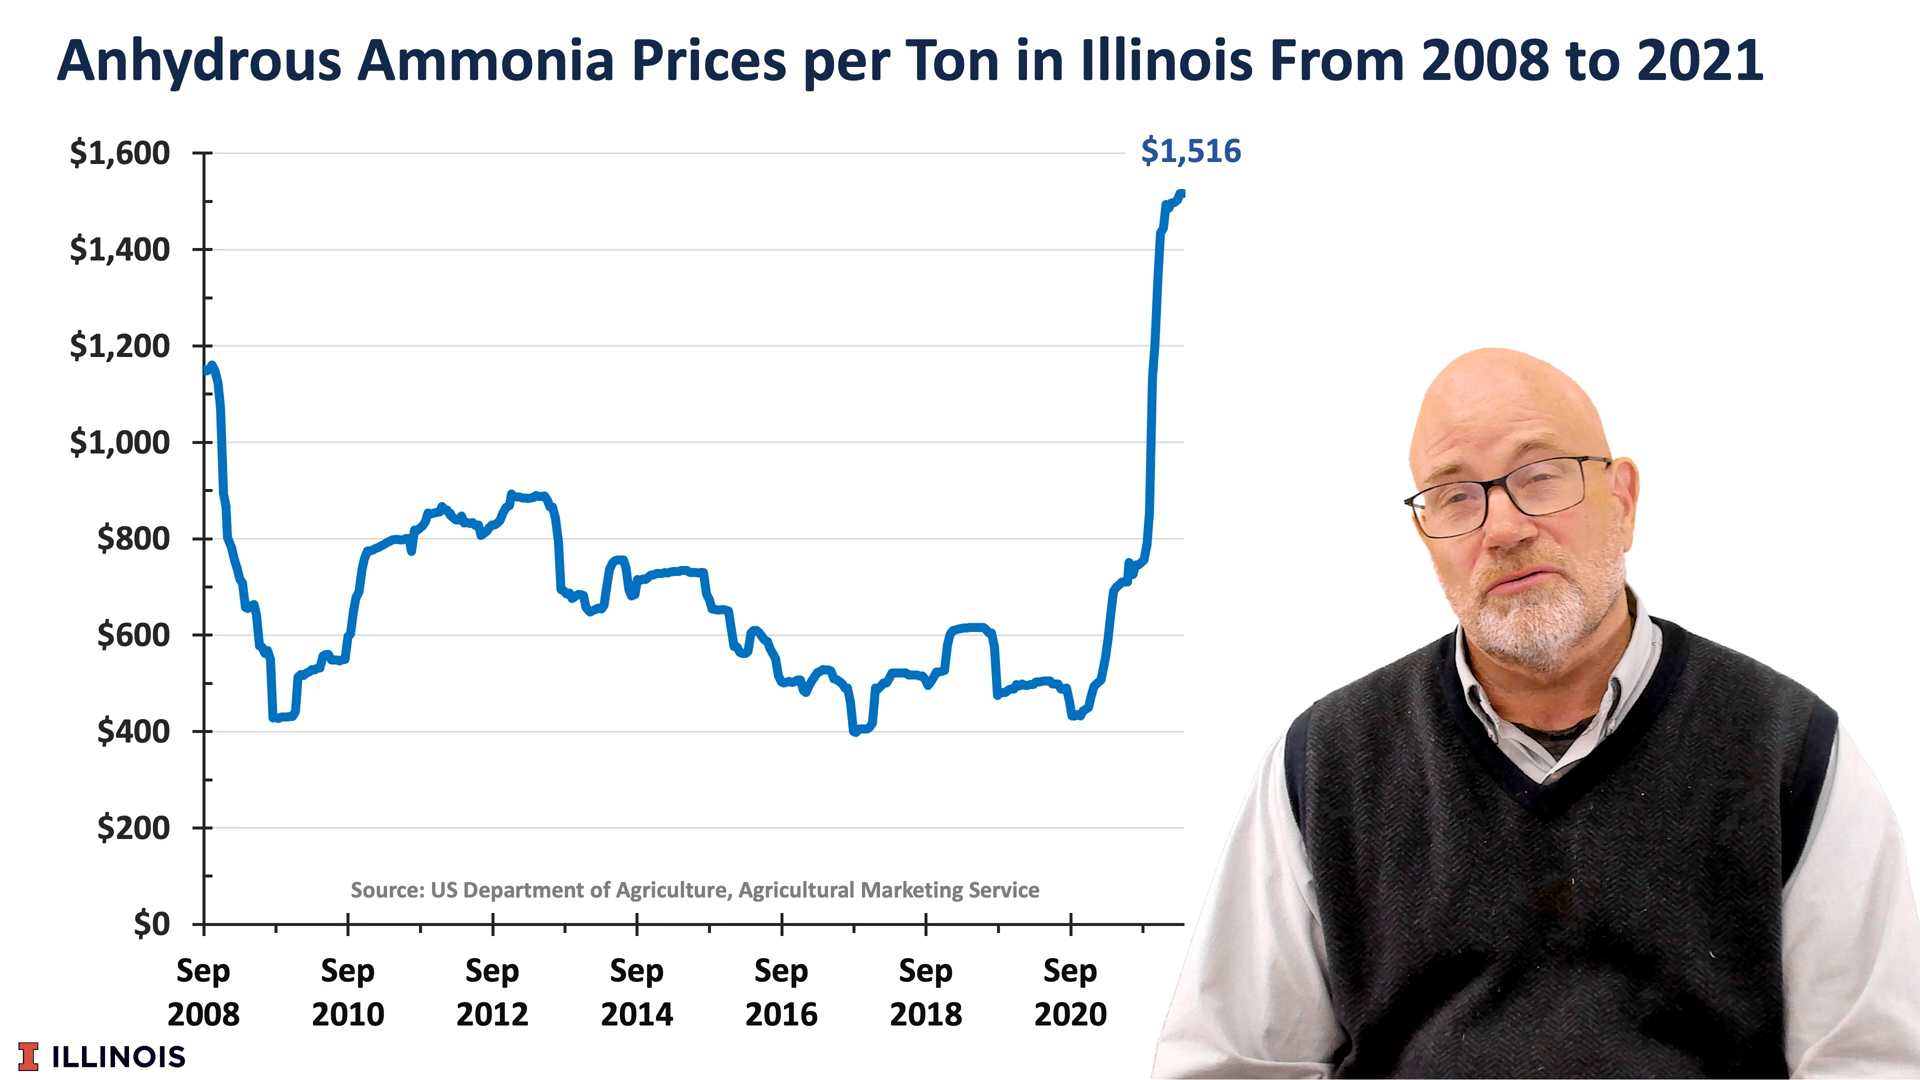 Anhydrous Ammonia Prices per Ton in Illinois From 2008 to 2021
$1,600
$1,516
$1,400
$1,200
$1,000
$800
$600
$400
$200
Source: US Department of Agriculture, Agricultural Marketing Service
$0
Sep Sep Sep Sep Sep Sep Sep
2008 2010 2012 2014 2016 2018 2020
I ILLINOIS